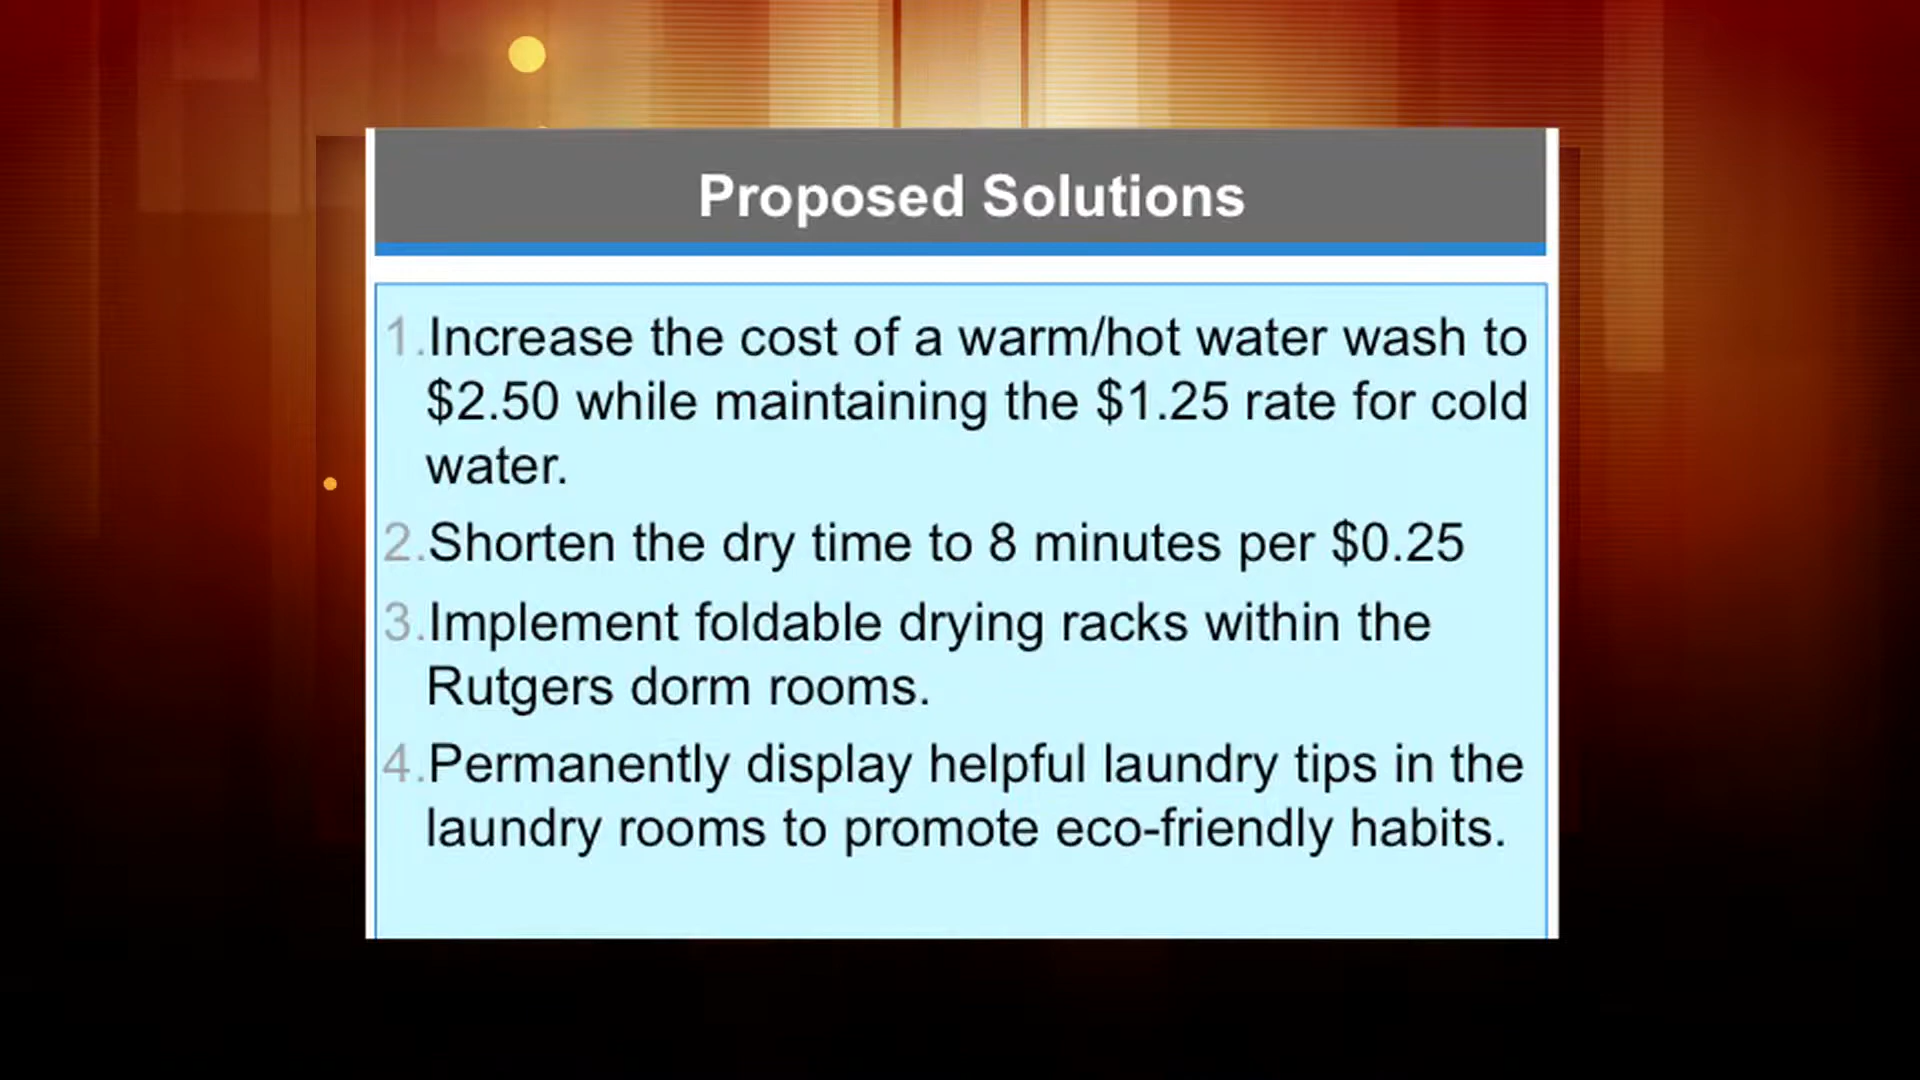 Proposed Solutions
1.Increase the cost of a warm/hot water wash to
$2.50 while maintaining the $1.25 rate for cold
water.
2.Shorten the dry time to 8 minutes per $0.25
3.Implement foldable drying racks within the
Rutgers dorm rooms.
4.Permanently display helpful laundry tips in the
laundry rooms to promote eco-friendly habits.